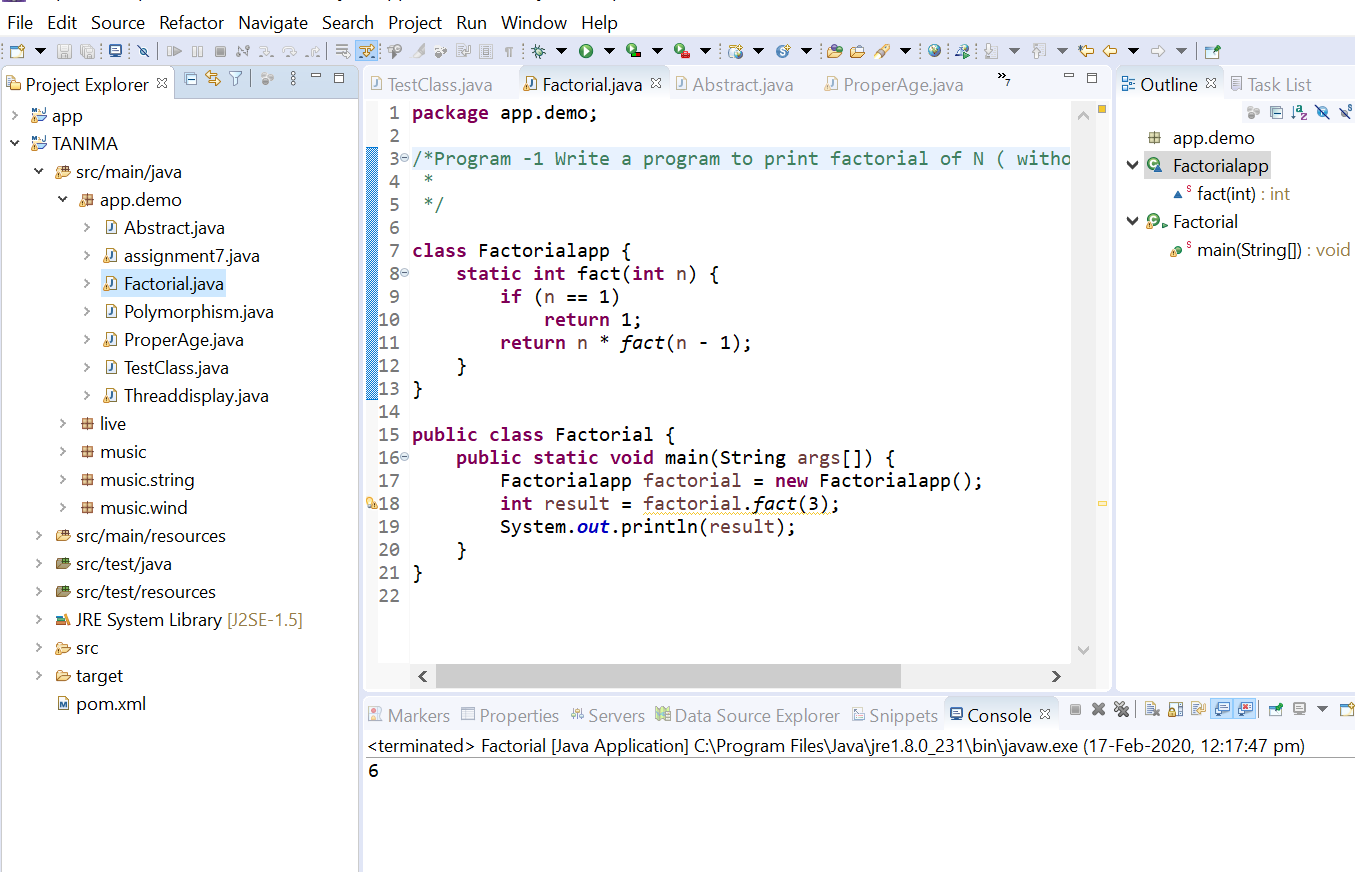 File Edit Source Refactor Navigate Search Project Run Window Help
Project Explorer
app
TANIMA
src/main/java
app.demo
Abstract.java
assignment7.java
Factorial.java
Polymorphism.java
ProperAge.java
TestClass.java
Threaddisplay.java
live
music
music.string
music.wind
src/main/resources
src/test/java
src/test/resources
JRE System Library [J2SE-1.5]
src
target
pom.xml
TestClass.java Factorial.java Abstract.java ProperAge.java »7
1 package app.demo;
2
3 /*Program -1 Write a program to print factorial of N ( witho
4 *
5 */
6
7 class Factorialapp {
8 static int fact(int n) {
9 if (n == 1)
10 return 1;
11 return n * fact(n - 1);
12 }
13 }
14
15 public class Factorial {
16 public static void main(String args[]) {
17 Factorialapp factorial = new Factorialapp();
18 int result = factorial.fact(3);
19 System.out.println(result);
20 }
21 }
22
Outline Task List
app.demo
Factorialapp
fact(int) : int
Factorial
main(String[]) : void
Markers Properties Servers Data Source Explorer Snippets Console
<terminated> Factorial [Java Application] C:\Program Files\Java\jre1.8.0_231\bin\javaw.exe (17-Feb-2020, 12:17:47 pm)
6